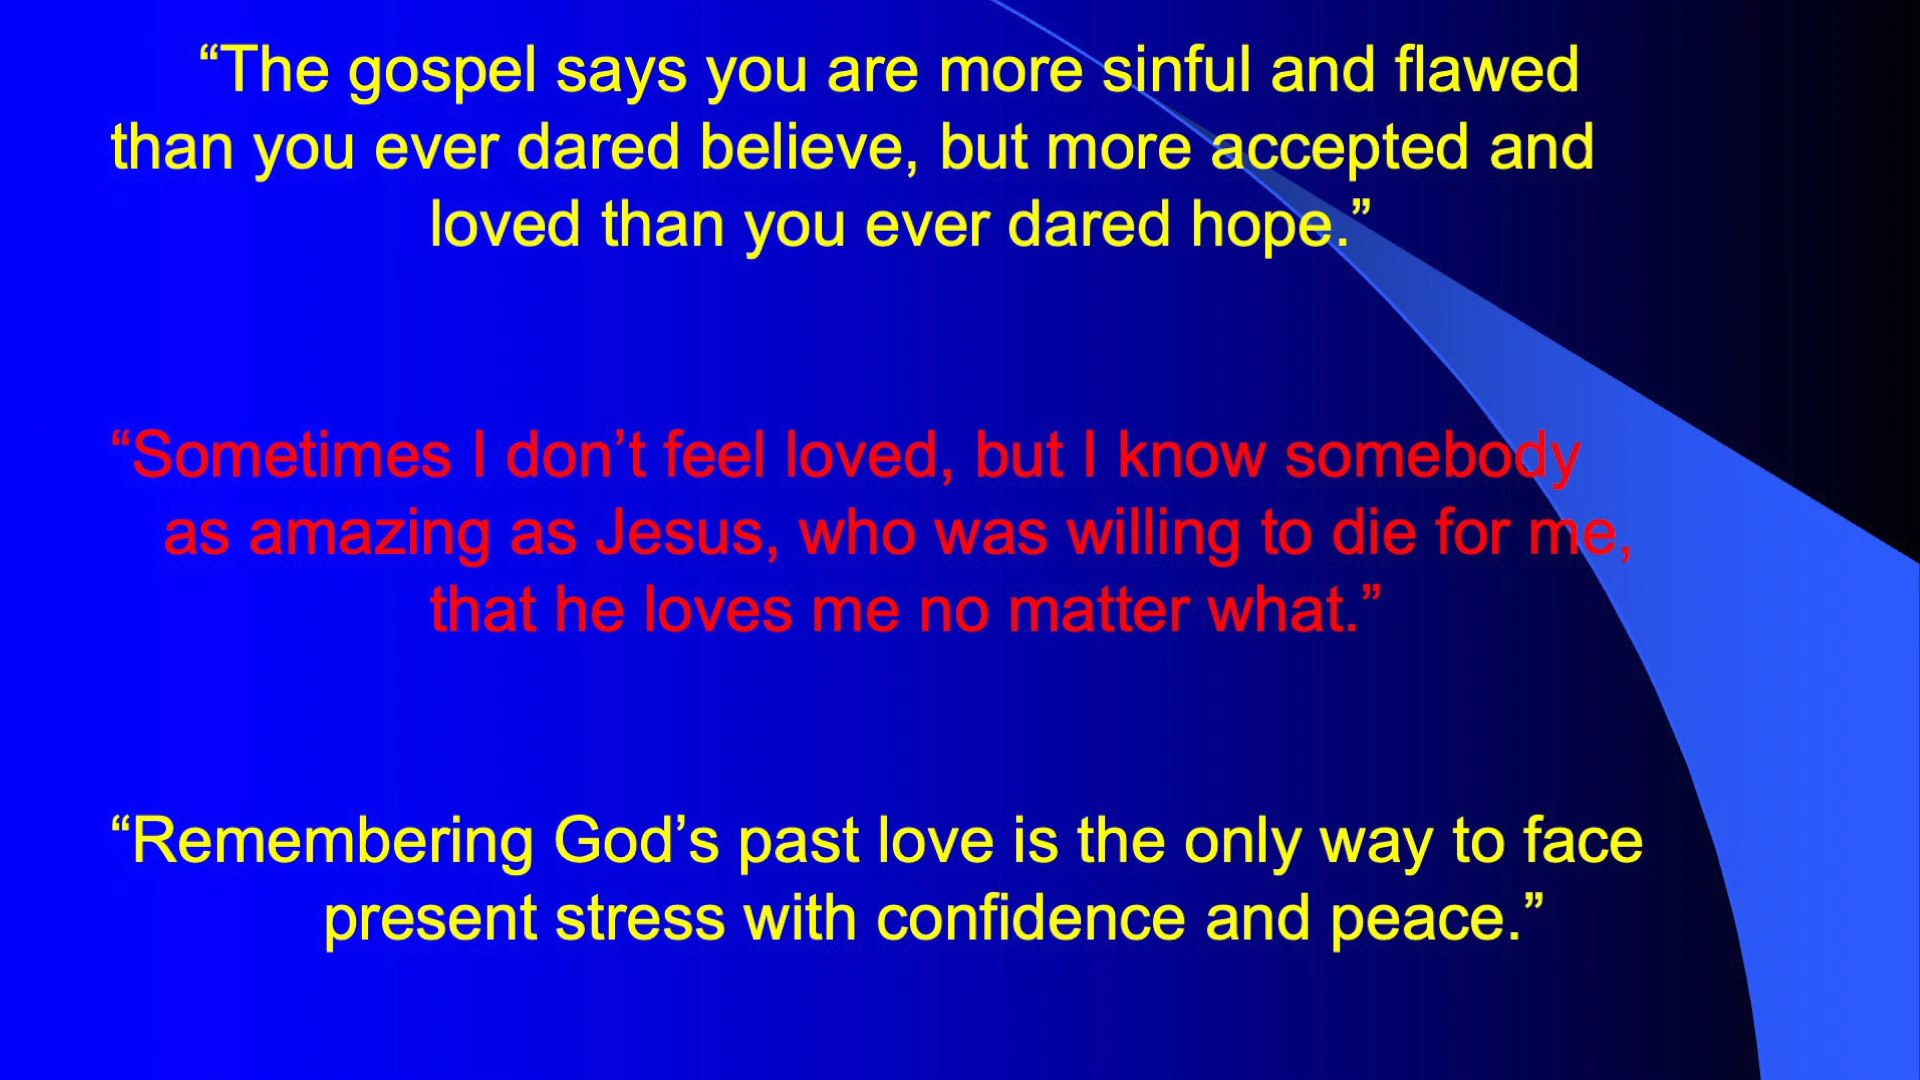 “The gospel says you are more sinful and flawed
than you ever dared believe, but more accepted and
loved than you ever dared hope.”
“Sometimes I don’t feel loved, but I know somebody
as amazing as Jesus, who was willing to die for me,
that he loves me no matter what.”
“Remembering God’s past love is the only way to face
present stress with confidence and peace.”